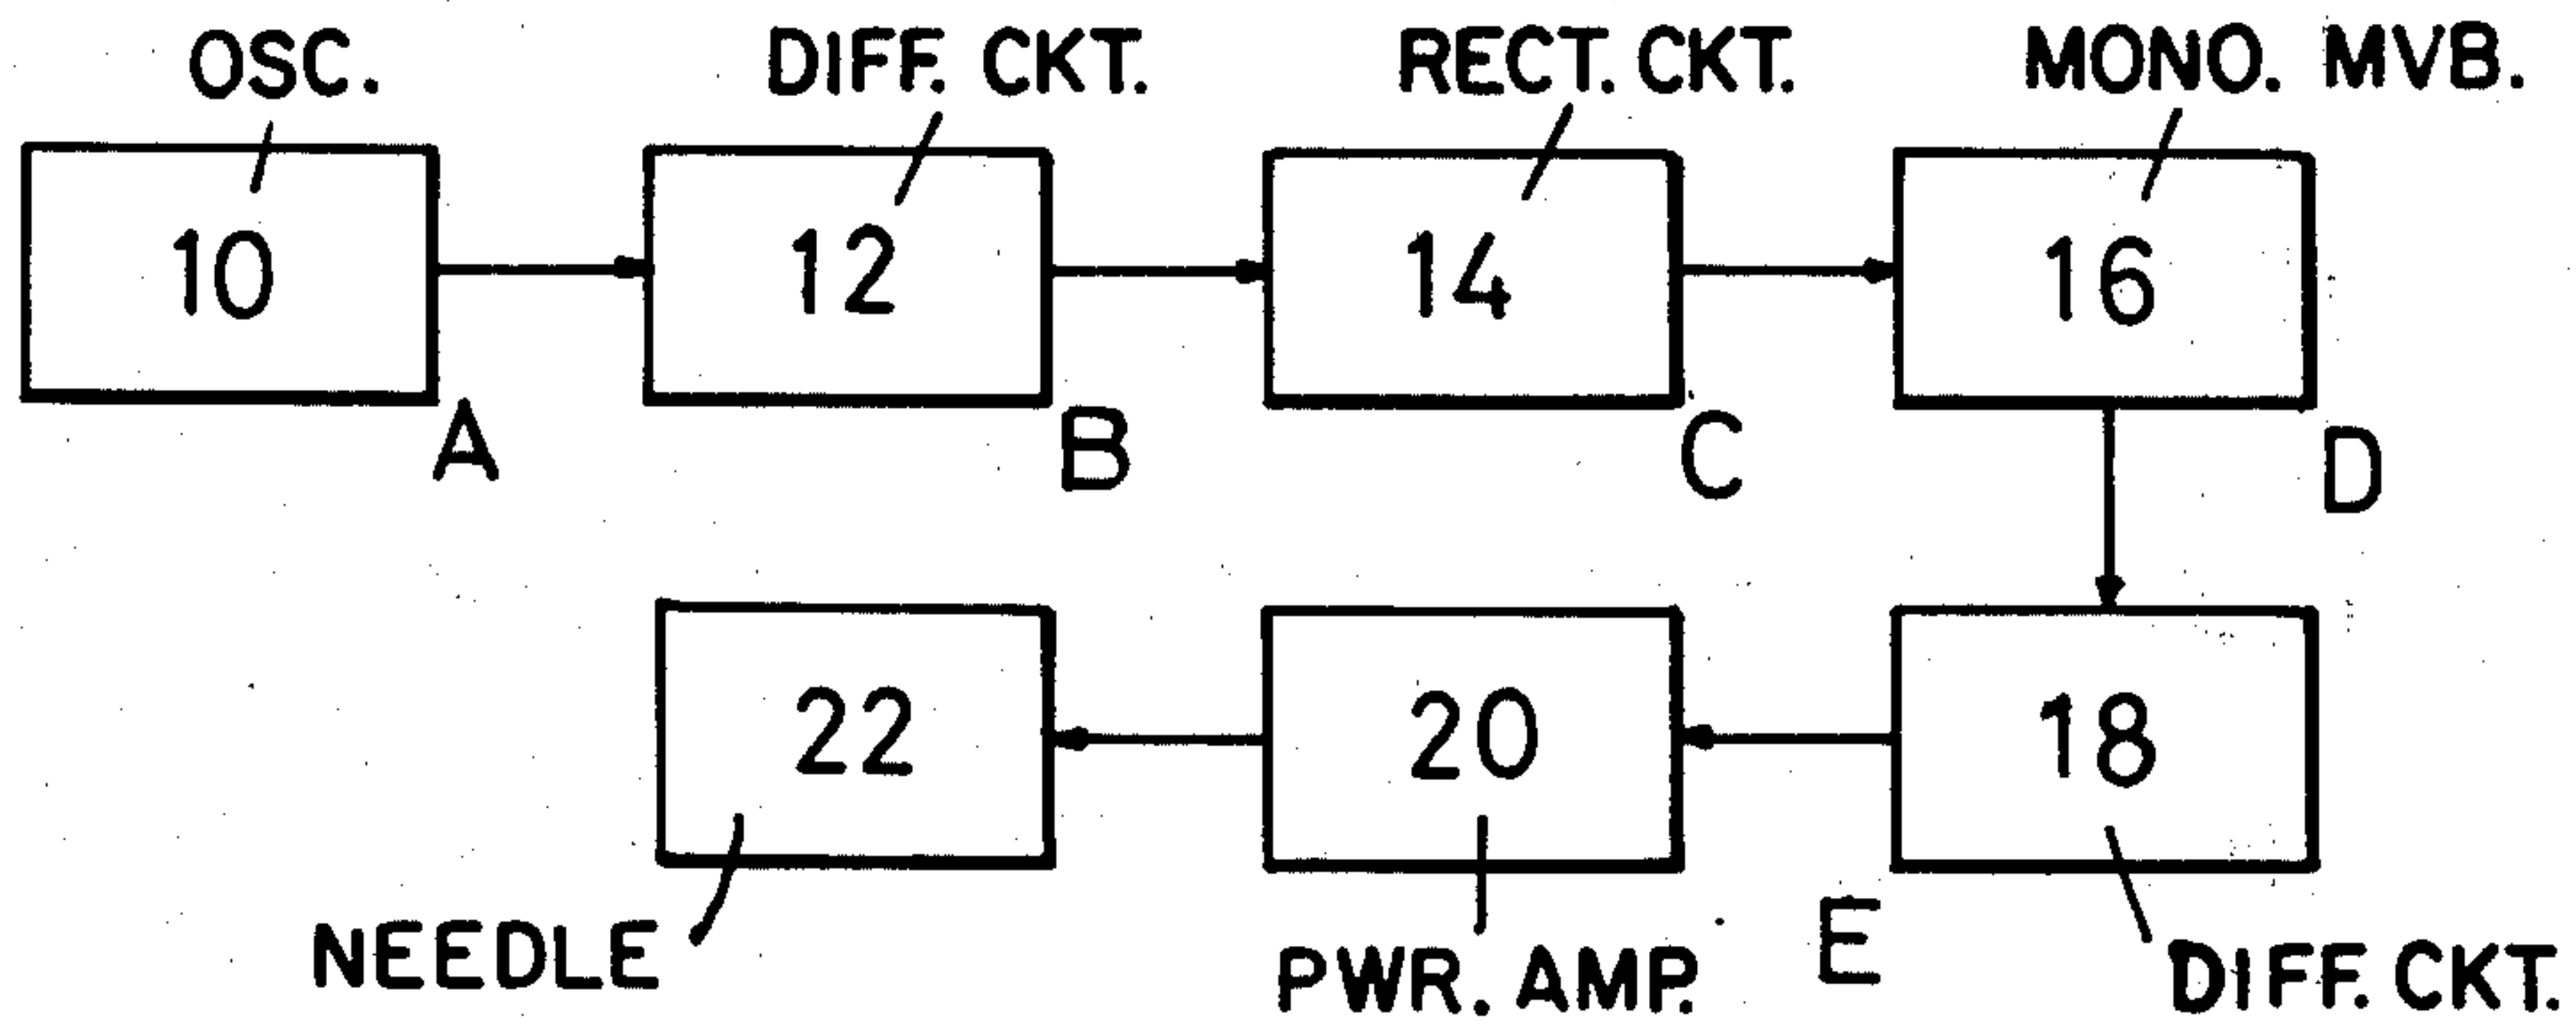 OSC. DIFF. CKT. RECT. CKT. MONO. MVB.
10 12 14 16
A B C D
22 20 18
NEEDLE PWR. AMP. E DIFF. CKT.